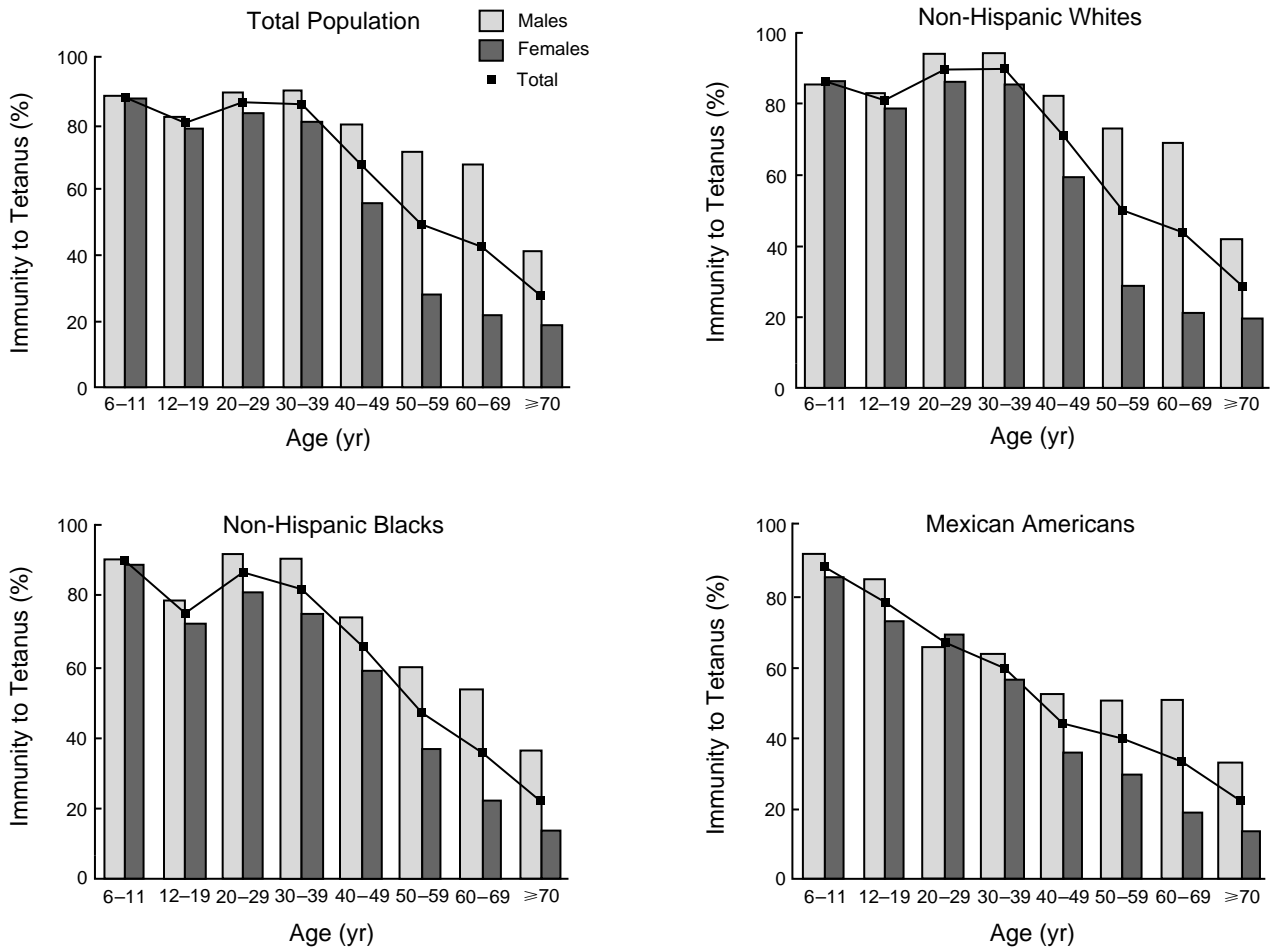 Total Population
Males
Females
Total
Immunity to Tetanus (%)
100
80
60
40
20
0
6–11 12–19 20–29 30–39 40–49 50–59 60–69 ⩾70
Age (yr)
Non-Hispanic Whites
Immunity to Tetanus (%)
100
80
60
40
20
0
6–11 12–19 20–29 30–39 40–49 50–59 60–69 ⩾70
Age (yr)
Non-Hispanic Blacks
Immunity to Tetanus (%)
100
80
60
40
20
0
6–11 12–19 20–29 30–39 40–49 50–59 60–69 ⩾70
Age (yr)
Mexican Americans
Immunity to Tetanus (%)
100
80
60
40
20
0
6–11 12–19 20–29 30–39 40–49 50–59 60–69 ⩾70
Age (yr)